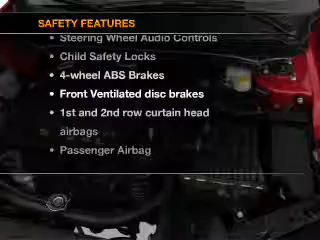 SAFETY FEATURES
• Steering Wheel Audio Controls
• Child Safety Locks
• 4-wheel ABS Brakes
• Front Ventilated disc brakes
• 1st and 2nd row curtain head
airbags
• Passenger Airbag